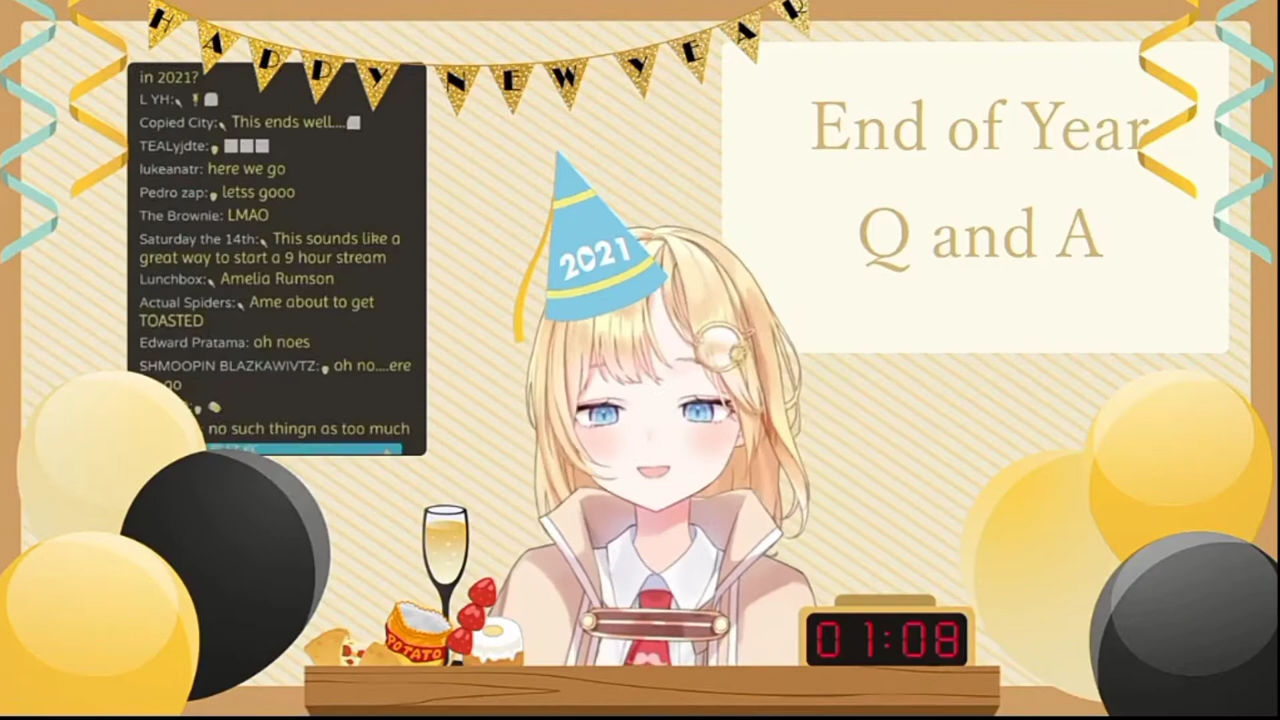 HAPPY NEW YEAR
in 2021?
L YH:
Copied City: This ends well....
TEALyjdte:
lukeanatr: here we go
Pedro zap: letss gooo
The Brownie: LMAO
Saturday the 14th: This sounds like a
great way to start a 9 hour stream
Lunchbox: Amelia Rumson
Actual Spiders: Ame about to get
TOASTED
Edward Pratama: oh noes
SHMOOPIN BLAZKAWIVTZ: oh no....ere
go
no such thingn as too much
End of Year
Q and A
2021
POTATO
01:08